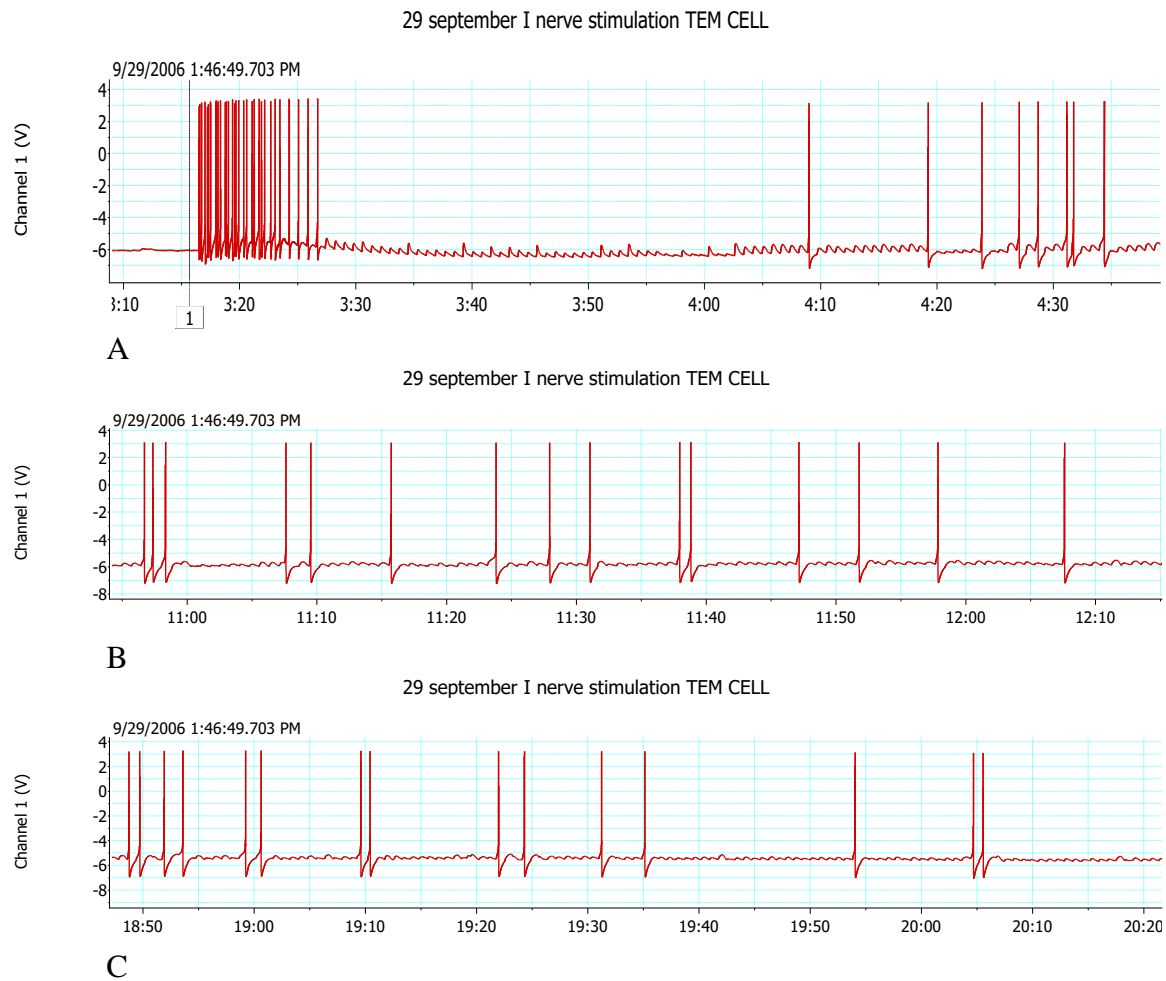 29 september I nerve stimulation TEM CELL
9/29/2006 1:46:49.703 PM
Channel 1 (V)
4
2
0
-2
-4
-6
3:10 3:20 3:30 3:40 3:50 4:00 4:10 4:20 4:30
1
A
29 september I nerve stimulation TEM CELL
9/29/2006 1:46:49.703 PM
Channel 1 (V)
4
2
0
-2
-4
-6
-8
11:00 11:10 11:20 11:30 11:40 11:50 12:00 12:10
B
29 september I nerve stimulation TEM CELL
9/29/2006 1:46:49.703 PM
Channel 1 (V)
4
2
0
-2
-4
-6
-8
18:50 19:00 19:10 19:20 19:30 19:40 19:50 20:00 20:10 20:20
C